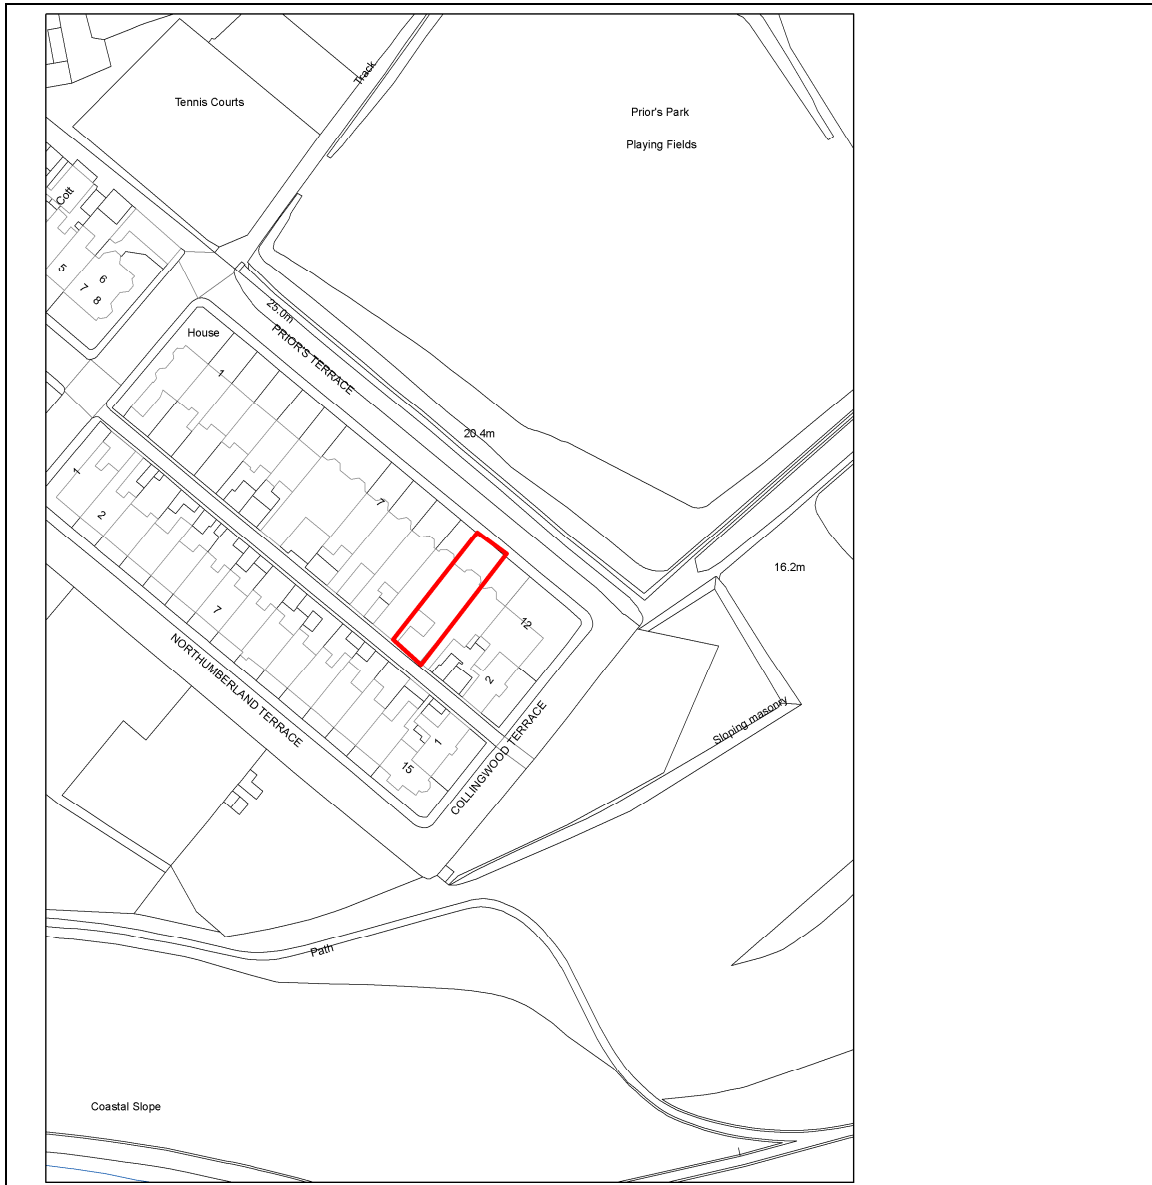 Track
Tennis Courts
Prior's Park
Playing Fields
Cott
5
6
7
8
25.0m
House
PRIOR'S TERRACE
1
20.4m
1
7
2
16.2m
7
12
NORTHUMBERLAND TERRACE
2
Sloping masonry
COLLINGWOOD TERRACE
1
15
Path
Coastal Slope